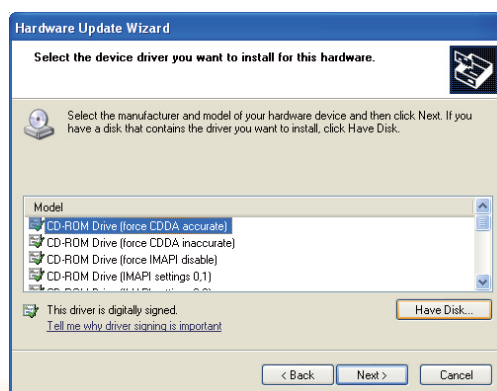 Hardware Update Wizard
Select the device driver you want to install for this hardware.
Select the manufacturer and model of your hardware device and then click Next. If you
have a disk that contains the driver you want to install, click Have Disk.
Model
CD-ROM Drive (force CDDA accurate)
CD-ROM Drive (force CDDA inaccurate)
CD-ROM Drive (force IMAPI disable)
CD-ROM Drive (IMAPI settings 0,1)
This driver is digitally signed.
Have Disk...
Tell me why driver signing is important
< Back
Next >
Cancel